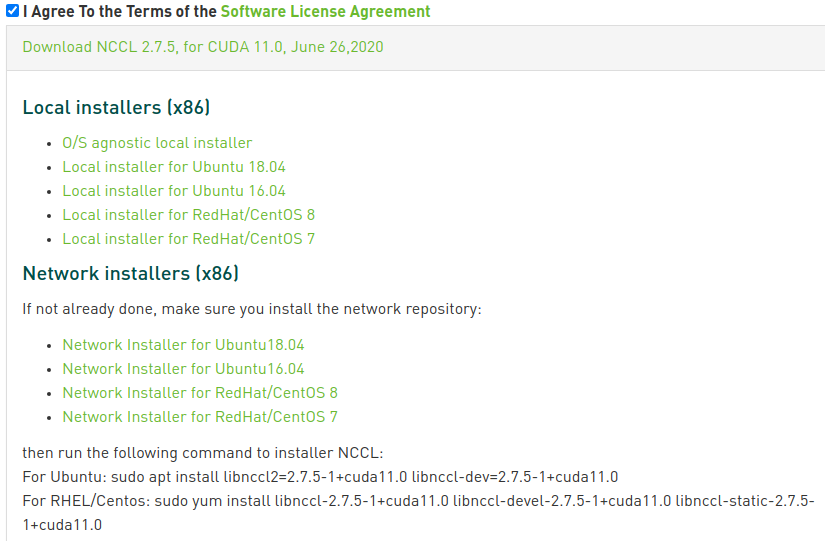 I Agree To the Terms of the Software License Agreement
Download NCCL 2.7.5, for CUDA 11.0, June 26,2020
Local installers (x86)
O/S agnostic local installer
Local installer for Ubuntu 18.04
Local installer for Ubuntu 16.04
Local installer for RedHat/CentOS 8
Local installer for RedHat/CentOS 7
Network installers (x86)
If not already done, make sure you install the network repository:
Network Installer for Ubuntu18.04
Network Installer for Ubuntu16.04
Network Installer for RedHat/CentOS 8
Network Installer for RedHat/CentOS 7
then run the following command to installer NCCL:
For Ubuntu: sudo apt install libnccl2=2.7.5-1+cuda11.0 libnccl-dev=2.7.5-1+cuda11.0
For RHEL/Centos: sudo yum install libnccl-2.7.5-1+cuda11.0 libnccl-devel-2.7.5-1+cuda11.0 libnccl-static-2.7.5-
1+cuda11.0